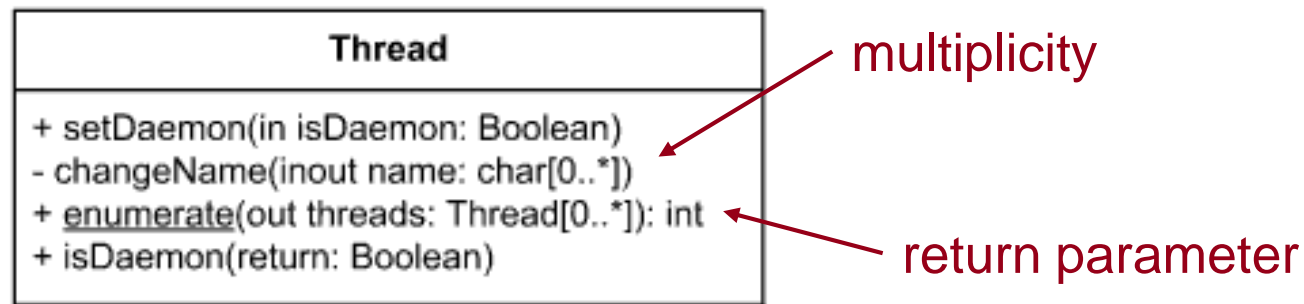 Thread
multiplicity
+ setDaemon(in isDaemon: Boolean)
- changeName(inout name: char[0..*])
+ enumerate(out threads: Thread[0..*]): int
+ isDaemon(return: Boolean)
return parameter